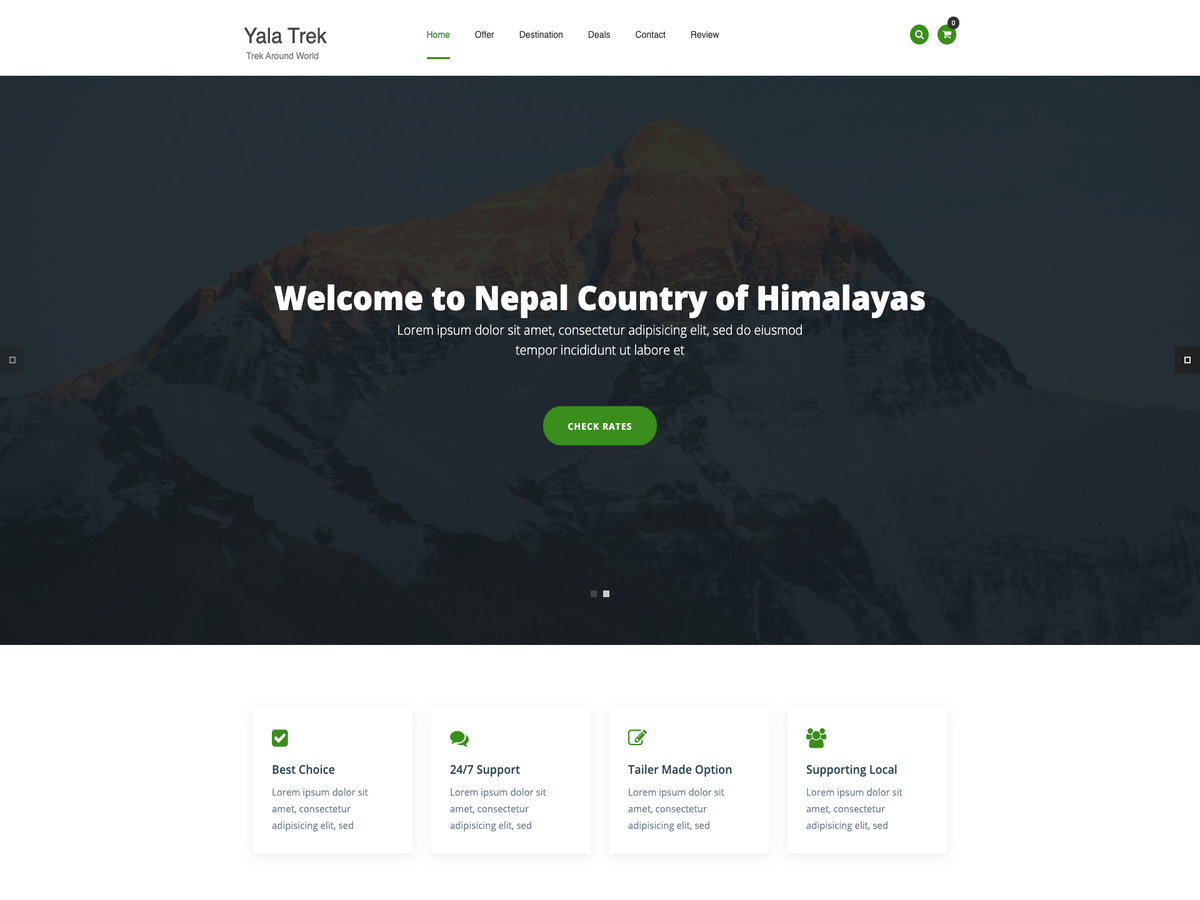 Yala Trek
Trek Around World
Home Offer Destination Deals Contact Review
0
Welcome to Nepal Country of Himalayas
Lorem ipsum dolor sit amet, consectetur adipisicing elit, sed do eiusmod
tempor incididunt ut labore et
CHECK RATES
Best Choice
Lorem ipsum dolor sit
amet, consectetur
adipisicing elit, sed
24/7 Support
Lorem ipsum dolor sit
amet, consectetur
adipisicing elit, sed
Tailer Made Option
Lorem ipsum dolor sit
amet, consectetur
adipisicing elit, sed
Supporting Local
Lorem ipsum dolor sit
amet, consectetur
adipisicing elit, sed